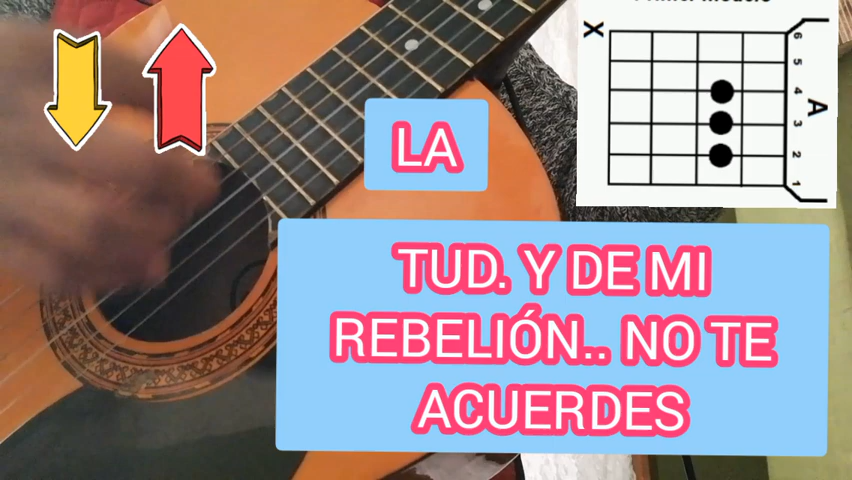 X
6
5
4
3
2
1
A
LA
TUD. Y DE MI
REBELIÓN.. NO TE
ACUERDES